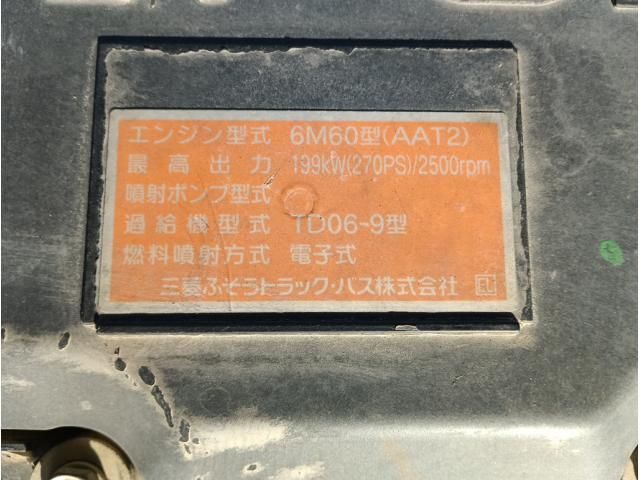 エンジン型式 6M60型(AAT2)
最高出力 199kW(270PS)/2500rpm
噴射ポンプ型式
過給機型式 TD06-9型
燃料噴射方式 電子式
三菱ふそうトラック・バス株式会社 EL